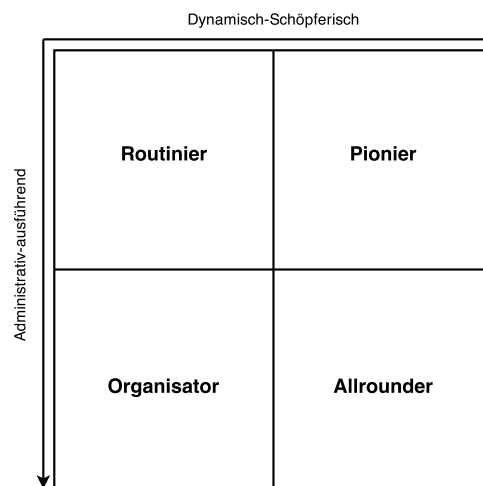 Dynamisch-Schöpferisch
Administrativ-ausführend
Routinier
Pionier
Organisator
Allrounder